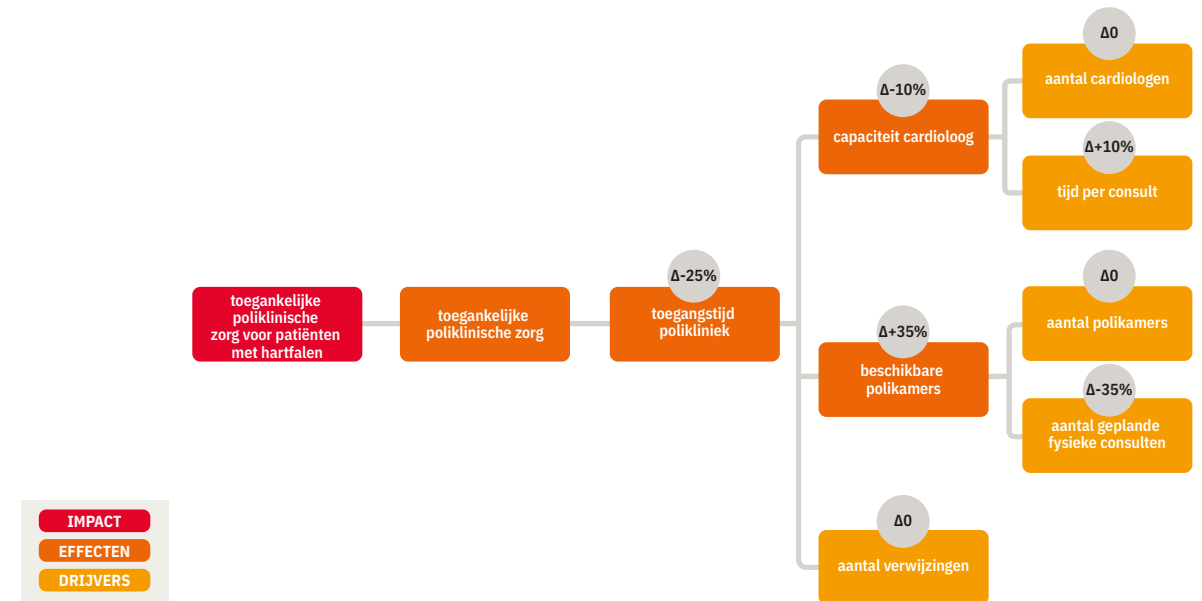 toegankelijke
poliklinische
zorg voor patiënten
met hartfalen
toegankelijke
poliklinische zorg
Δ-25%
toegangstijd
polikliniek
Δ-10%
capaciteit cardioloog
Δ0
aantal cardiologen
Δ+10%
tijd per consult
Δ+35%
beschikbare
polikamers
Δ0
aantal polikamers
Δ-35%
aantal geplande
fysieke consulten
Δ0
aantal verwijzingen
IMPACT
EFFECTEN
DRIJVERS